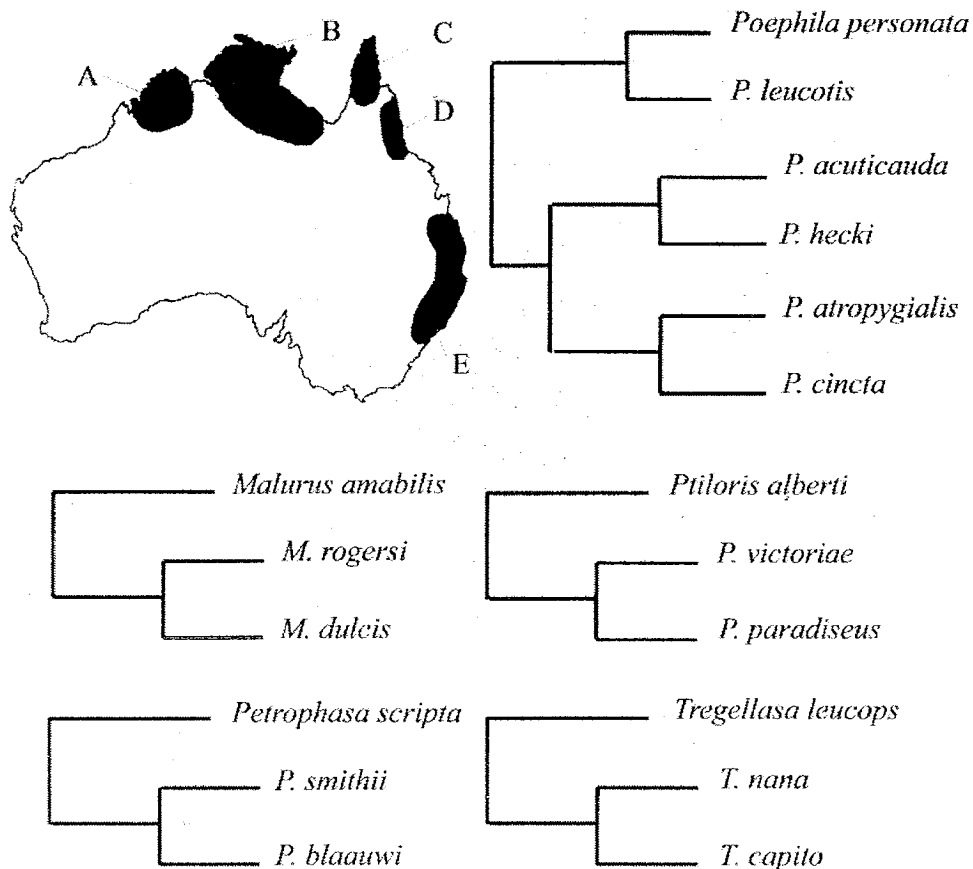 A
B
C
D
E
Poephila personata
P. leucotis
P. acuticauda
P. hecki
P. atropygialis
P. cincta
Malurus amabilis
M. rogersi
M. dulcis
Ptiloris alberti
P. victoriae
P. paradiseus
Petrophasa scripta
P. smithii
P. blaauwi
Tregellasa leucops
T. nana
T. capito